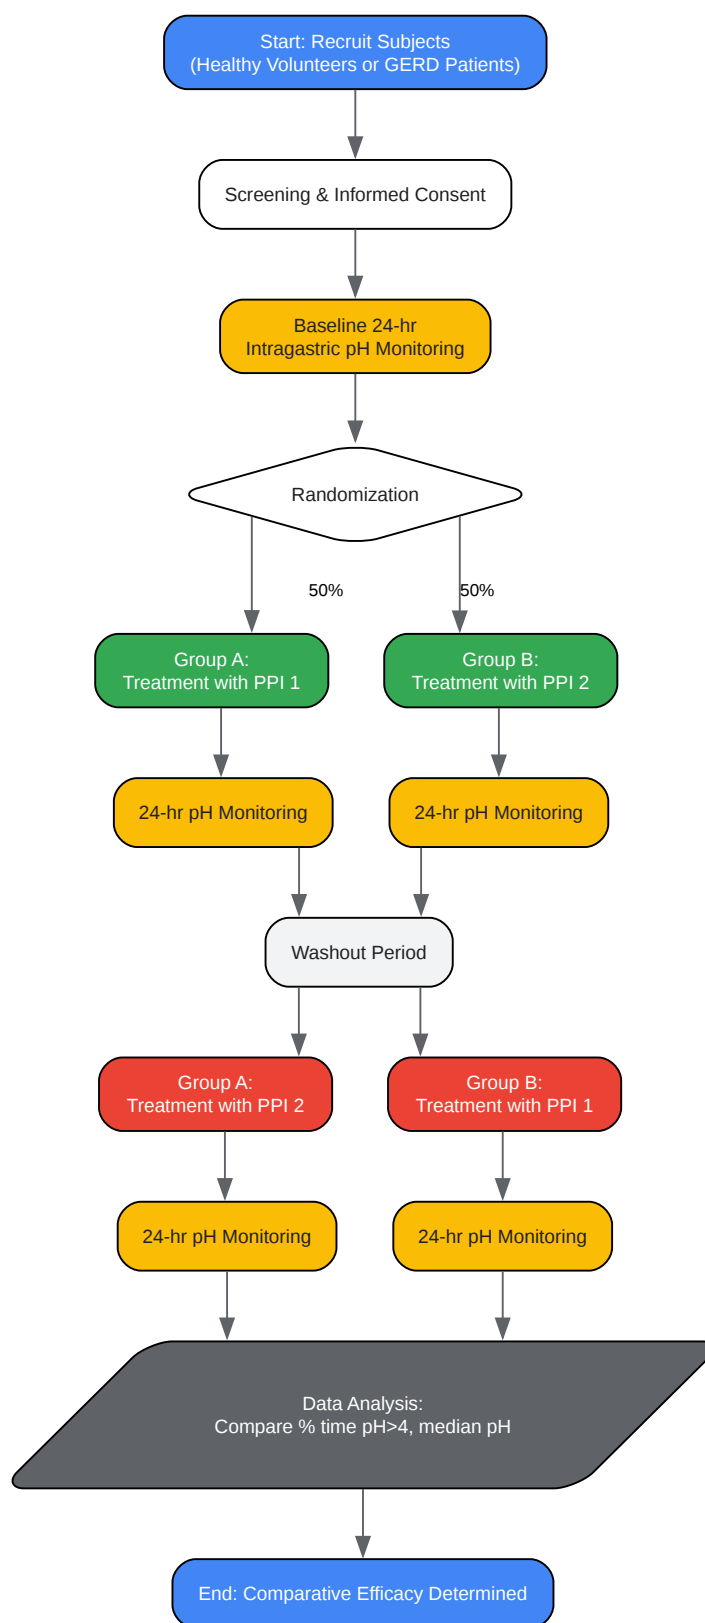 Start: Recruit Subjects
(Healthy Volunteers or GERD Patients)
Screening & Informed Consent
Baseline 24-hr
Intragastric pH Monitoring
Randomization
50%
50%
Group A:
Treatment with PPI 1
Group B:
Treatment with PPI 2
24-hr pH Monitoring
24-hr pH Monitoring
Washout Period
Group A:
Treatment with PPI 2
Group B:
Treatment with PPI 1
24-hr pH Monitoring
24-hr pH Monitoring
Data Analysis:
Compare % time pH>4, median pH
End: Comparative Efficacy Determined